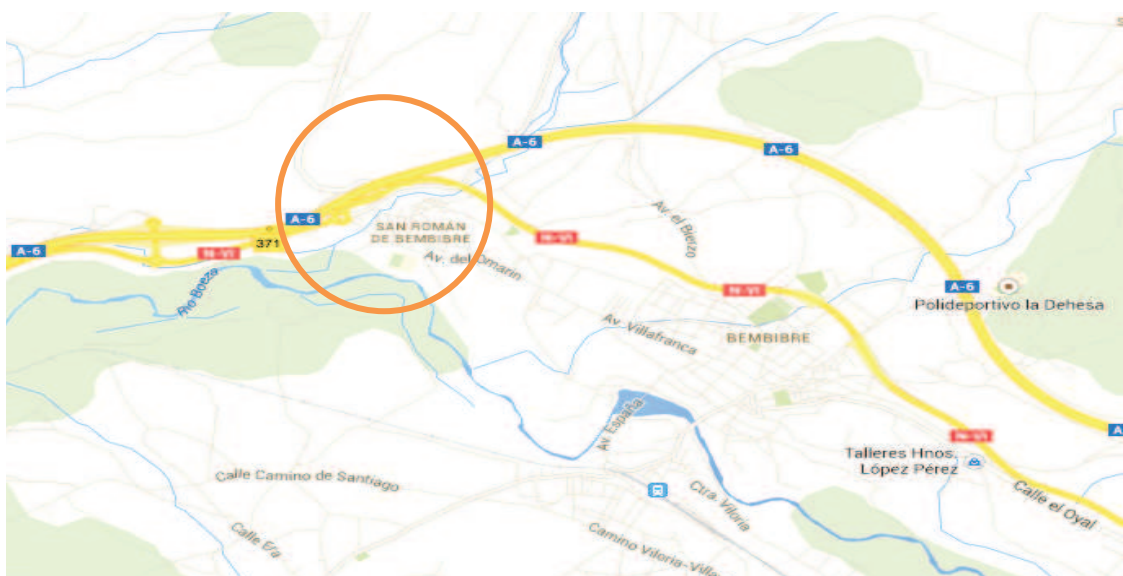 A-6
A-6
A-6
371
A-6
N-VI
SAN ROMÁN
DE BEMBIBRE
Av. del Omarin
N-VI
Av. el Bierzo
Río Boeza
N-VI
A-6
Polideportivo la Dehesa
Av. Villafranca
BEMBIBRE
A-6
Av. España
N-VI
Talleres Hnos.
López Pérez
Calle el Oyal
Calle Camino de Santiago
Ctra. Viloria
Calle Era
Camino Viloria-Villa